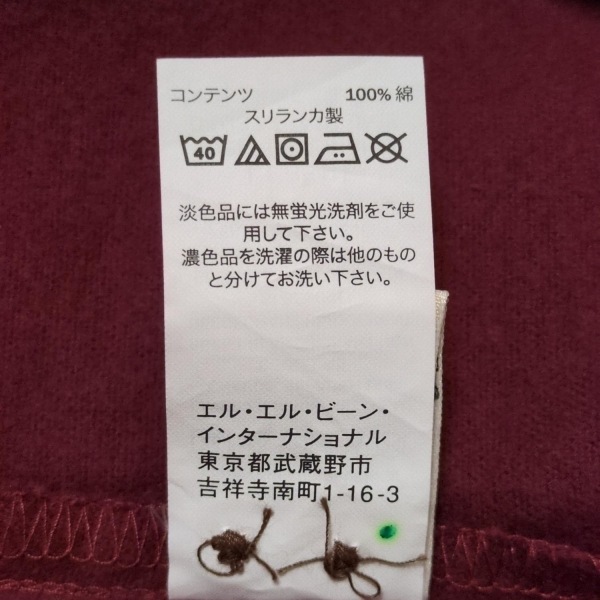 コンテンツ 100% 綿
スリランカ製
40
淡色品には無蛍光洗剤をご使
用して下さい。
濃色品を洗濯の際は他のもの
と分けてお洗い下さい。
エル・エル・ビーン・
インターナショナル
東京都武蔵野市
吉祥寺南町1-16-3